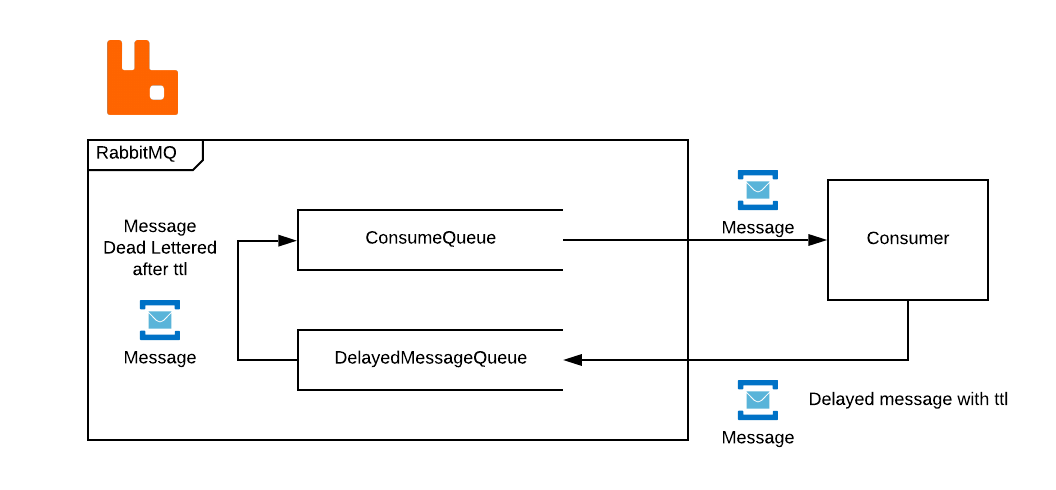 RabbitMQ
Message
Dead Lettered
after ttl
Message
ConsumeQueue
DelayedMessageQueue
Message
Consumer
Message
Delayed message with ttl